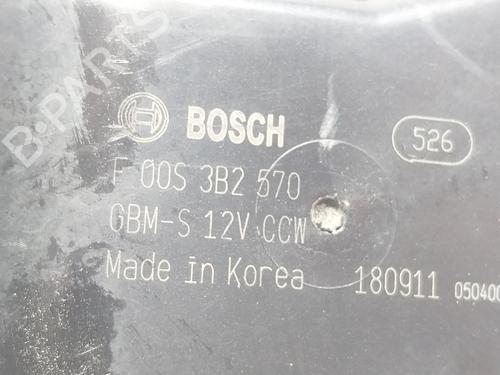 B-PARTS
BOSCH
526
F 00S 3B2 570
GBM-S 12V CCW
Made in Korea 180911 050400